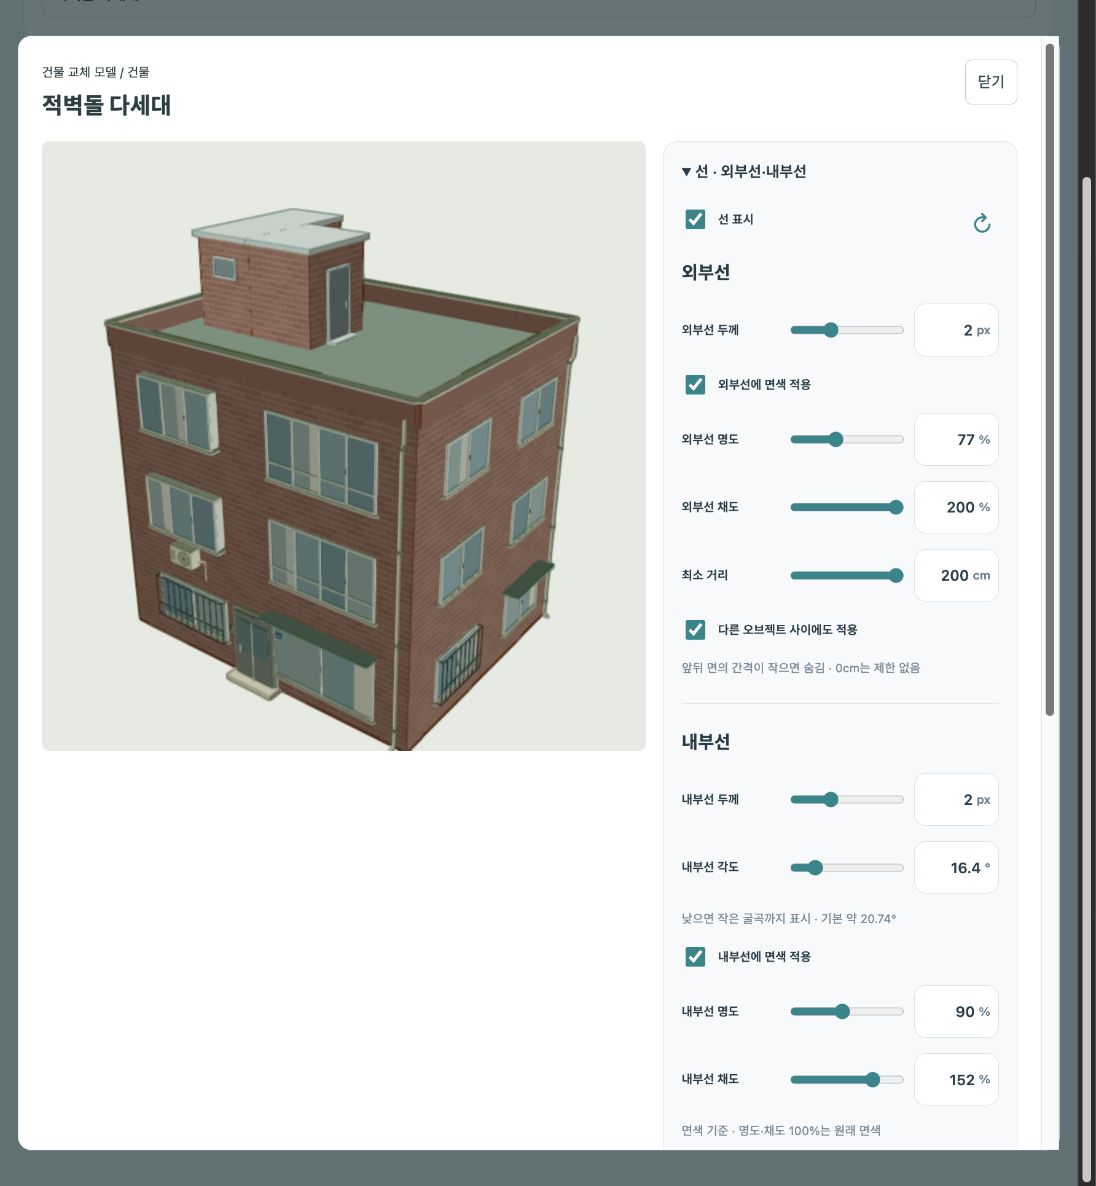 건물 교체 모델 / 건물
적벽돌 다세대
닫기
▼ 선 · 외부선·내부선
선 표시
외부선
외부선 두께
2 px
외부선에 면색 적용
외부선 명도
77 %
외부선 채도
200 %
최소 거리
200 cm
다른 오브젝트 사이에도 적용
앞뒤 면의 간격이 작으면 숨김 · 0cm는 제한 없음
내부선
내부선 두께
2 px
내부선 각도
16.4 °
낮으면 작은 굴곡까지 표시 · 기본 약 20.74°
내부선에 면색 적용
내부선 명도
90 %
내부선 채도
152 %
면색 기준 · 명도·채도 100%는 원래 면색